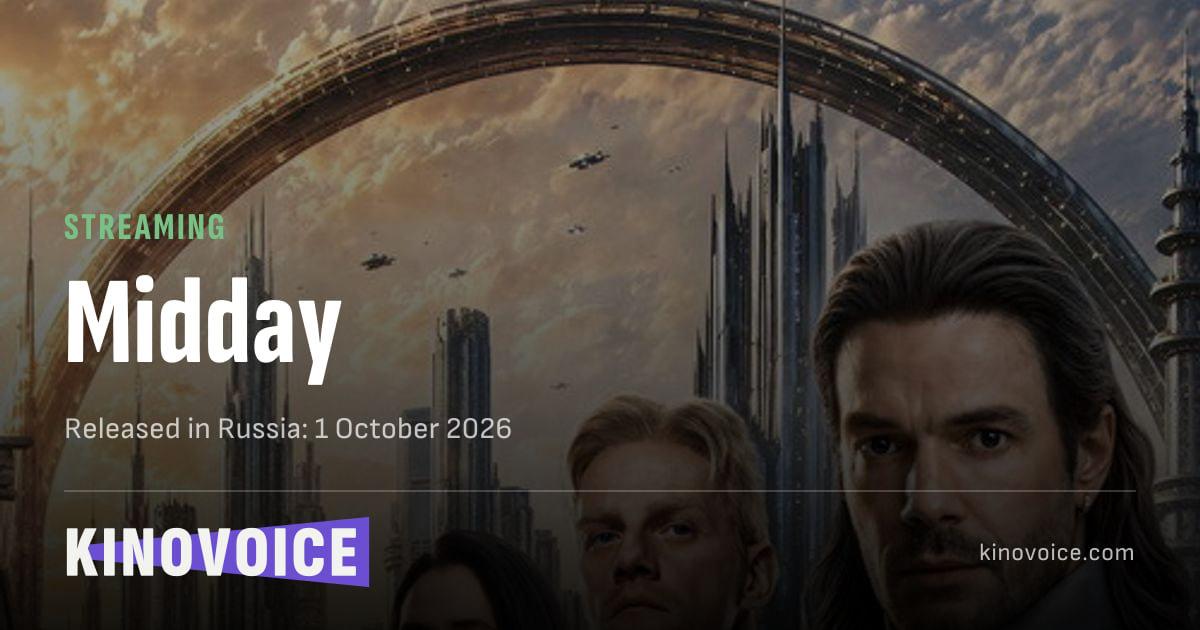 STREAMING
Midday
Released in Russia: 1 October 2026
KINOVOICE
kinovoice.com